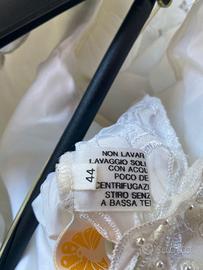 44
NON LAVAR
LAVAGGIO SOL
CON ACQU
POCO DE
CENTRIFUGAZI
STIRO SENZ
A BASSA TE